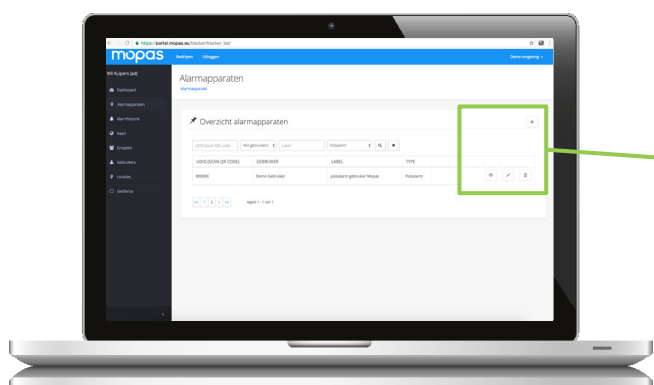 https://portal.mopas.eu/tracker/tracker_list/
mopas
Bedrijven Uitloggen
Demo omgeving
WR Kuipers (ad)
Dashboard
Alarmapparaten
Alarmhistorie
Kaart
Groepen
Gebruikers
Locaties
Geofence
Alarmapparaten
Alarmapparaat
Overzicht alarmapparaten
UDID (scan QR code) Alle gebruikers Label Polsalarm
UDID (SCAN QR CODE) GEBRUIKER LABEL TYPE
Demo Gebruiker polsalarm gebruiker Mopas Polsalarm
1 regels 1 - 1 van 1